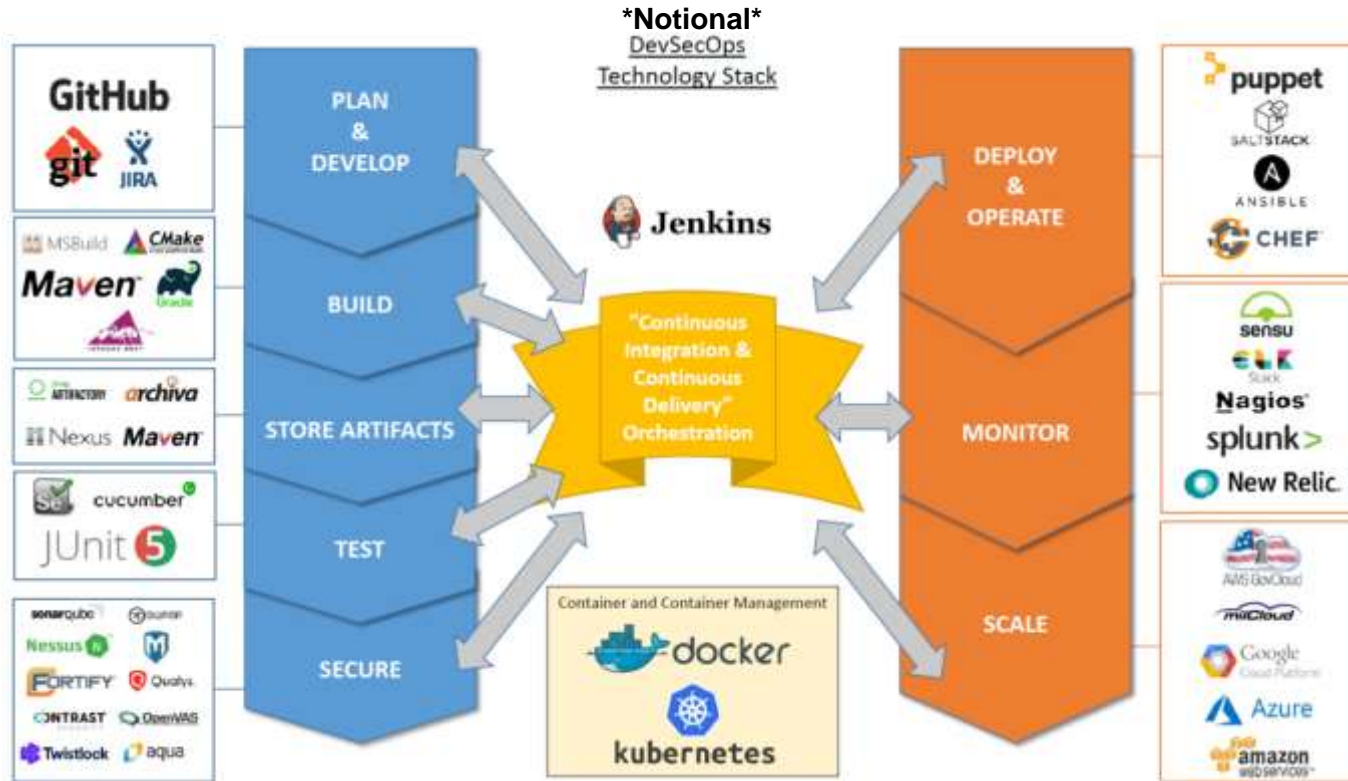 *Notional*
DevSecOps
Technology Stack
GitHub
git
JIRA
MSBuild
CMake
Maven
Gradle
ARTIFACTORY
archiva
Nexus
Maven
Se
cucumber
JUnit 5
sonarqube
Nessus N
M
FORTIFY
Qualys.
CONTRAST
SECURITY
OpenVAS
Twistlock
aqua
PLAN
&
DEVELOP
BUILD
STORE ARTIFACTS
TEST
SECURE
Jenkins
"Continuous
Integration &
Continuous
Delivery"
Orchestration
Container and Container Management
docker
kubernetes
DEPLOY
&
OPERATE
MONITOR
SCALE
puppet
SALTSTACK
A
ANSIBLE
CHEF
sensu
ELK
Stack
Nagios
splunk>
New Relic.
AWS GovCloud
milCloud
Google
Cloud Platform
Azure
amazon
webservices™